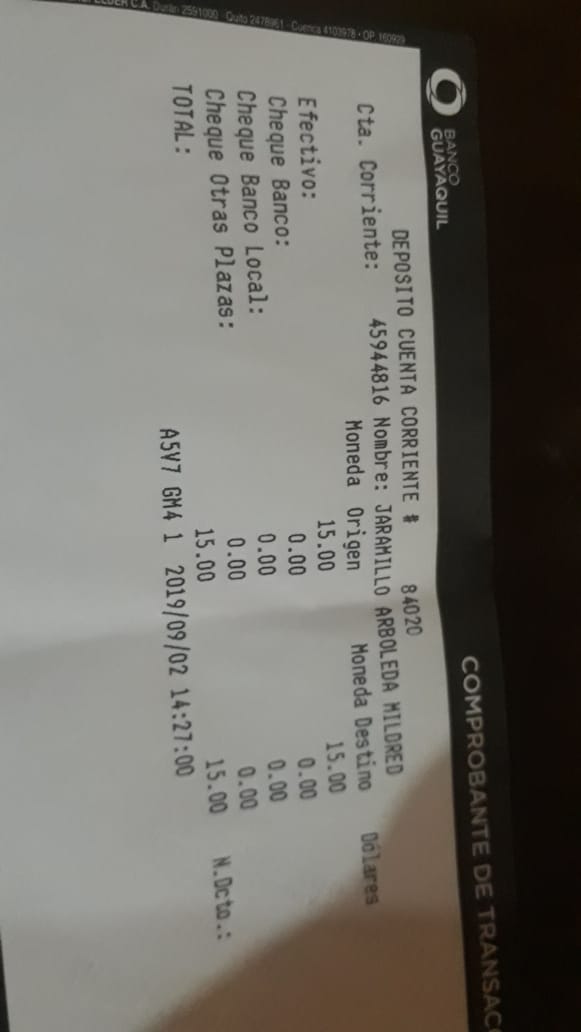 BANCO
GUAYAQUIL
COMPROBANTE DE TRANSACC
DEPOSITO CUENTA CORRIENTE # 84020
Cta. Corriente: 45944816 Nombre: JARAMILLO ARBOLEDA MILDRED
Moneda Origen Moneda Destino Dólares
Efectivo: 15.00 15.00
Cheque Banco: 0.00 0.00
Cheque Banco Local: 0.00 0.00
Cheque Otras Plazas: 0.00 0.00
TOTAL: 15.00 15.00 N.Dcto.:
A5V7 GM4 1 2019/09/02 14:27:00